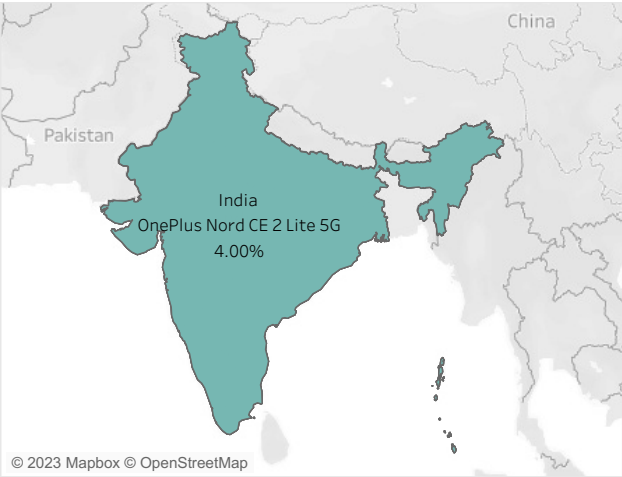 China
Pakistan
India
OnePlus Nord CE 2 Lite 5G
4.00%
© 2023 Mapbox © OpenStreetMap